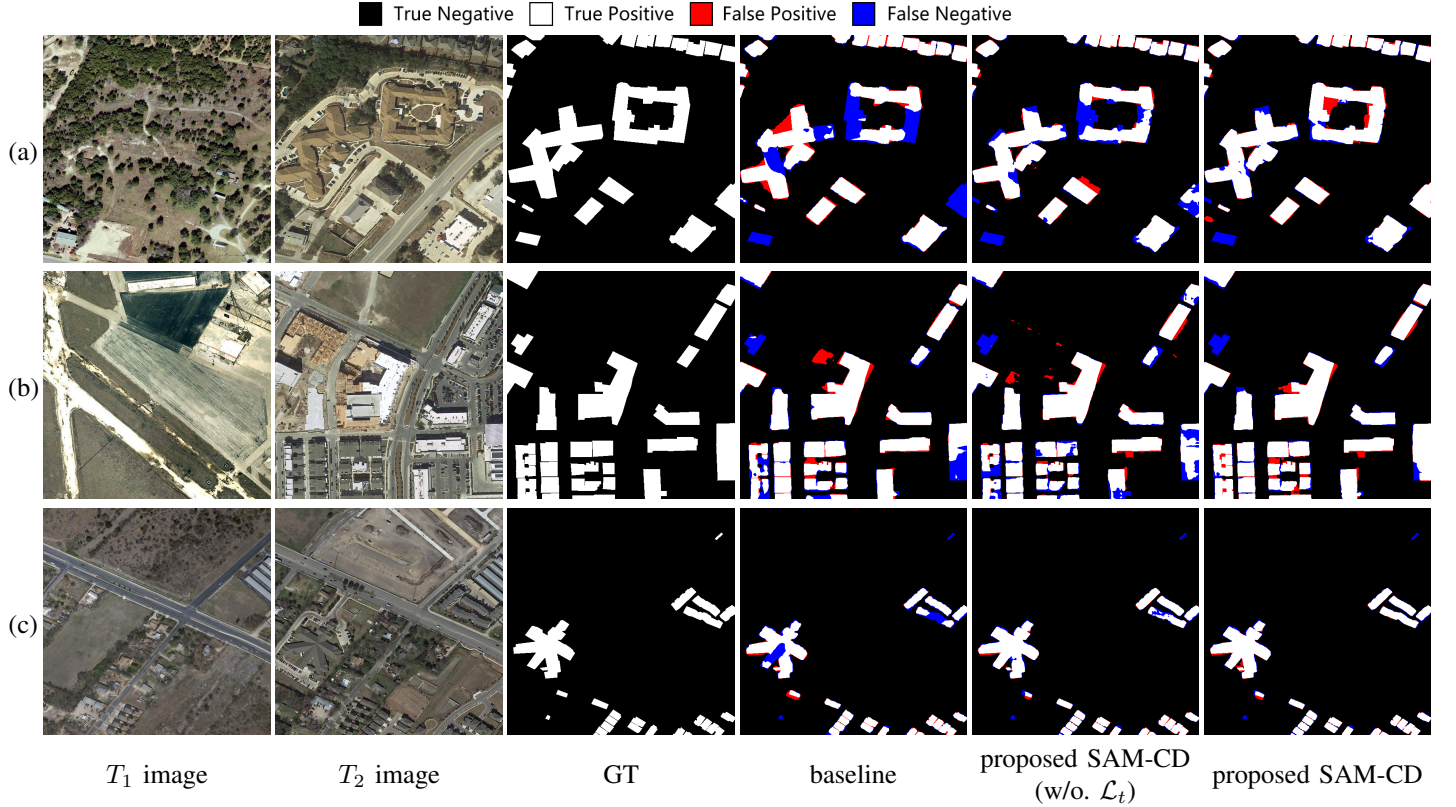 True Negative True Positive False Positive False Negative
(a)
(b)
(c)
T₁ image T₂ image GT baseline proposed SAM-CD (w/o. ℒₜ) proposed SAM-CD